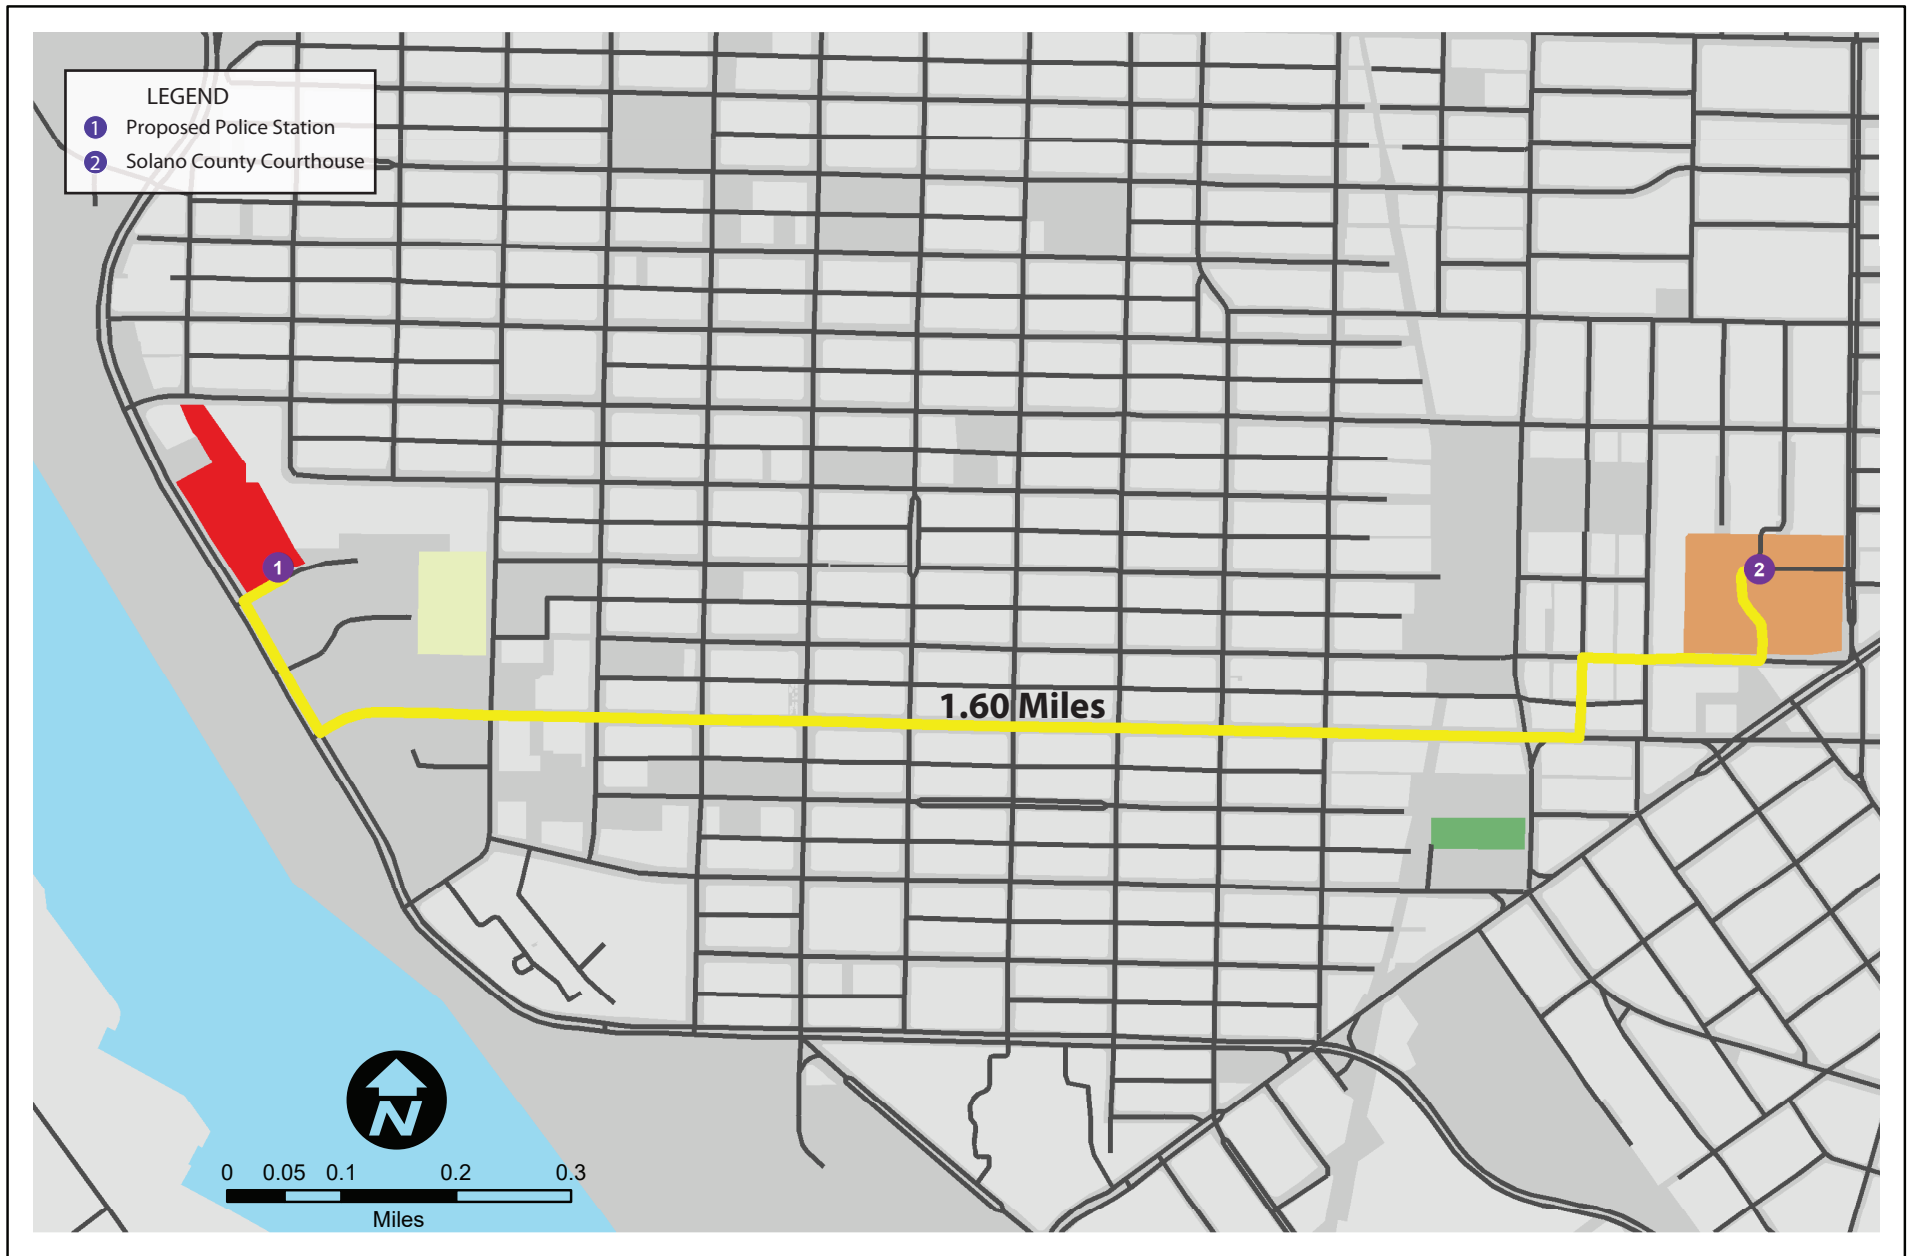 LEGEND
1 Proposed Police Station
2 Solano County Courthouse
1
2
1.60 Miles
N
0 0.05 0.1 0.2 0.3
Miles